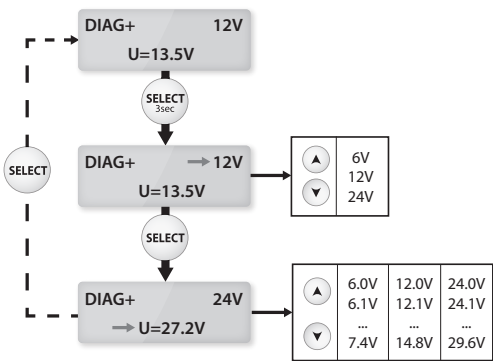 DIAG+ 12V
U=13.5V
SELECT
3sec
SELECT
DIAG+ → 12V
U=13.5V
6V
12V
24V
SELECT
DIAG+ 24V
→ U=27.2V
6.0V 12.0V 24.0V
6.1V 12.1V 24.1V
... ... ...
7.4V 14.8V 29.6V